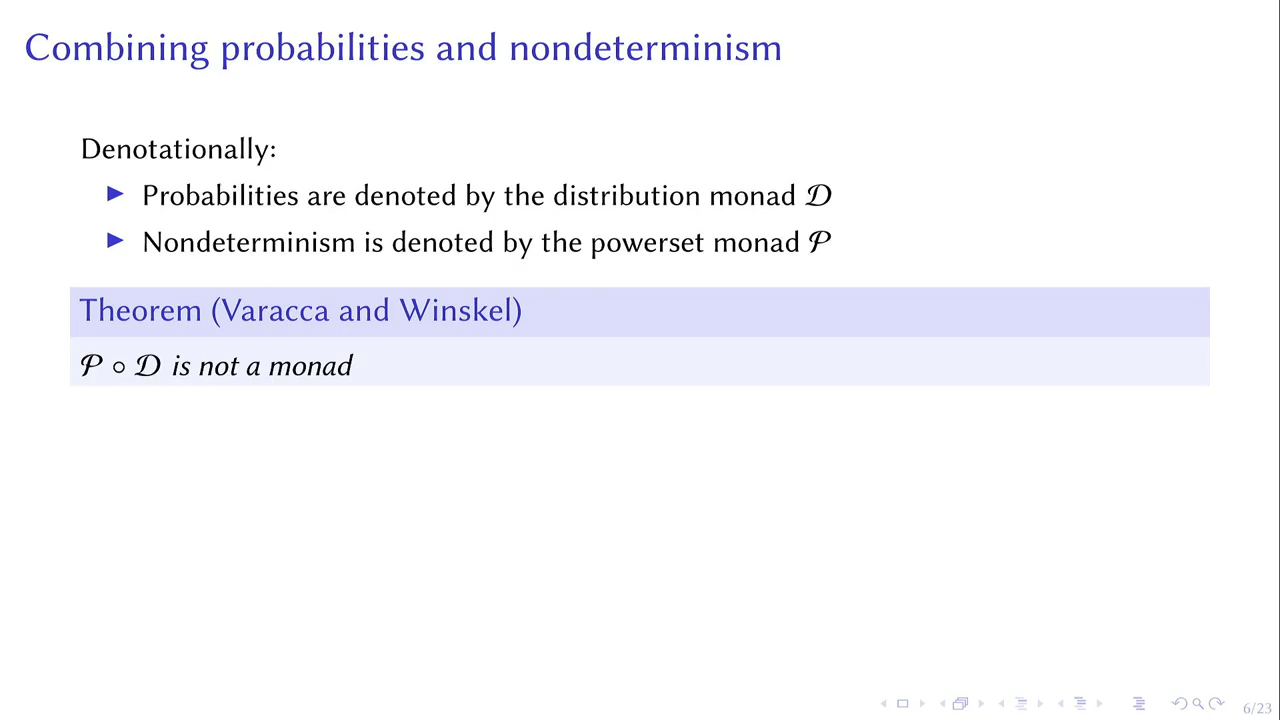 Combining probabilities and nondeterminism
Denotationally:
▶ Probabilities are denoted by the distribution monad 𝒟
▶ Nondeterminism is denoted by the powerset monad 𝒫
Theorem (Varacca and Winskel)
𝒫 ∘ 𝒟 is not a monad
6/23